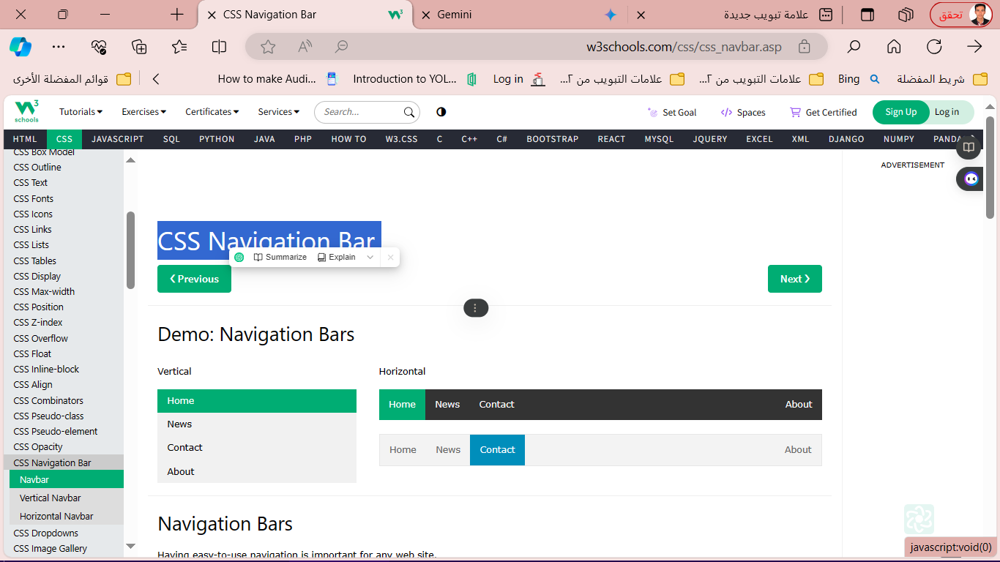 CSS Navigation Bar
Gemini
علامة تبويب جديدة
تحقق
w3schools.com/css/css_navbar.asp
قوائم المفضلة الأخرى
How to make Audi...
Introduction to YOL...
Log in
علامات التبويب من ٢...
علامات التبويب من ٢...
Bing
شريط المفضلة
W3 schools
Tutorials
Exercises
Certificates
Services
Search...
Set Goal
Spaces
Get Certified
Sign Up
Log in
HTML CSS JAVASCRIPT SQL PYTHON JAVA PHP HOW TO W3.CSS C C++ C# BOOTSTRAP REACT MYSQL JQUERY EXCEL XML DJANGO NUMPY PANDA
CSS Box Model
CSS Outline
CSS Text
CSS Fonts
CSS Icons
CSS Links
CSS Lists
CSS Tables
CSS Display
CSS Max-width
CSS Position
CSS Z-index
CSS Overflow
CSS Float
CSS Inline-block
CSS Align
CSS Combinators
CSS Pseudo-class
CSS Pseudo-element
CSS Opacity
CSS Navigation Bar
Navbar
Vertical Navbar
Horizontal Navbar
CSS Dropdowns
CSS Image Gallery
ADVERTISEMENT
CSS Navigation Bar
Summarize
Explain
❮ Previous
Next ❯
Demo: Navigation Bars
Vertical
Home
News
Contact
About
Horizontal
Home News Contact About
Home News Contact About
Navigation Bars
Having easy-to-use navigation is important for any web site.
javascript:void(0)